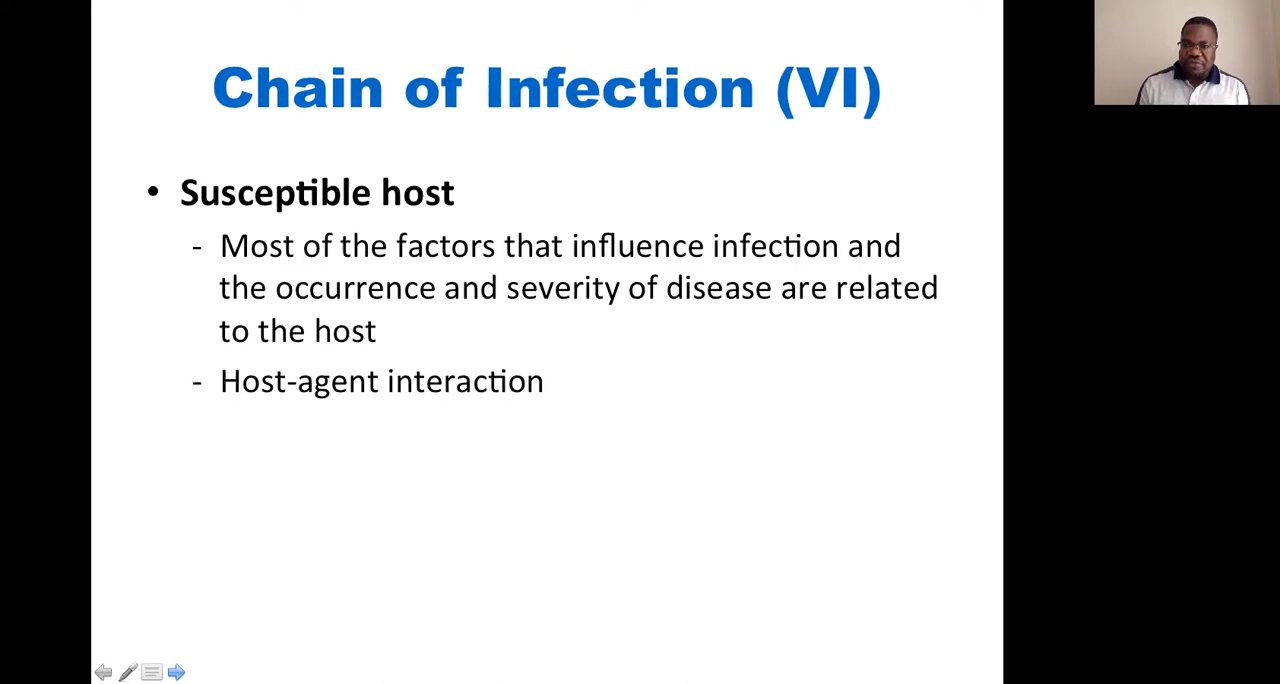 Chain of Infection (VI)
• Susceptible host
- Most of the factors that influence infection and
the occurrence and severity of disease are related
to the host
- Host-agent interaction